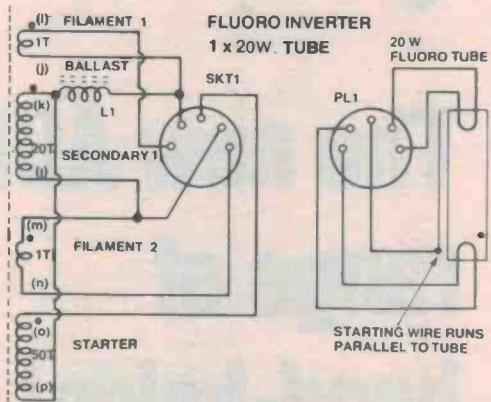 (i)
FILAMENT 1
FLUORO INVERTER
1T
1 x 20W. TUBE
(j)
BALLAST
SKT1
20 W
FLUORO TUBE
PL1
(k)
L1
20T
SECONDARY 1
(l)
(m)
1T
FILAMENT 2
(n)
(o)
50T
STARTER
(p)
STARTING WIRE RUNS
PARALLEL TO TUBE